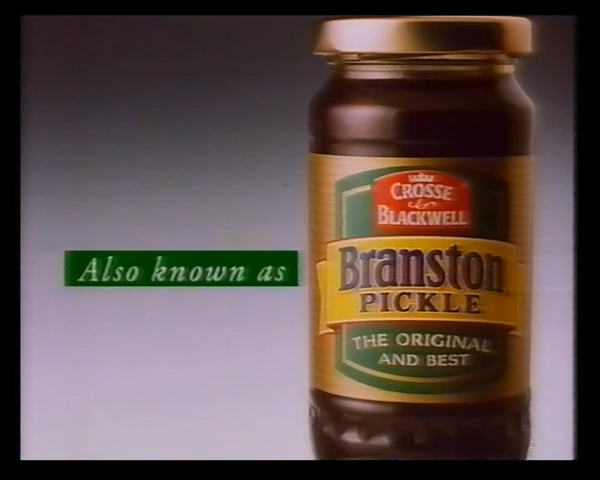 Also known as
CROSSE
&
BLACKWELL
Branston
PICKLE
THE ORIGINAL
AND BEST